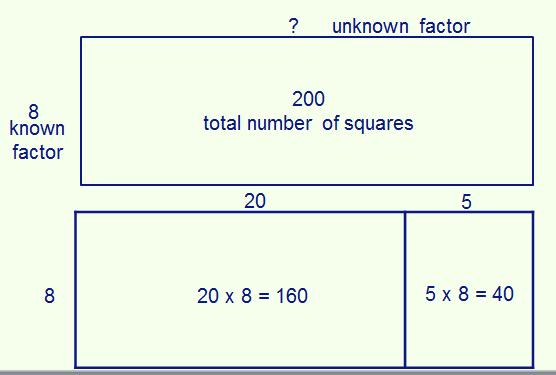 ? unknown factor
200
total number of squares
8
known
factor
20 5
8
20 x 8 = 160 5 x 8 = 40